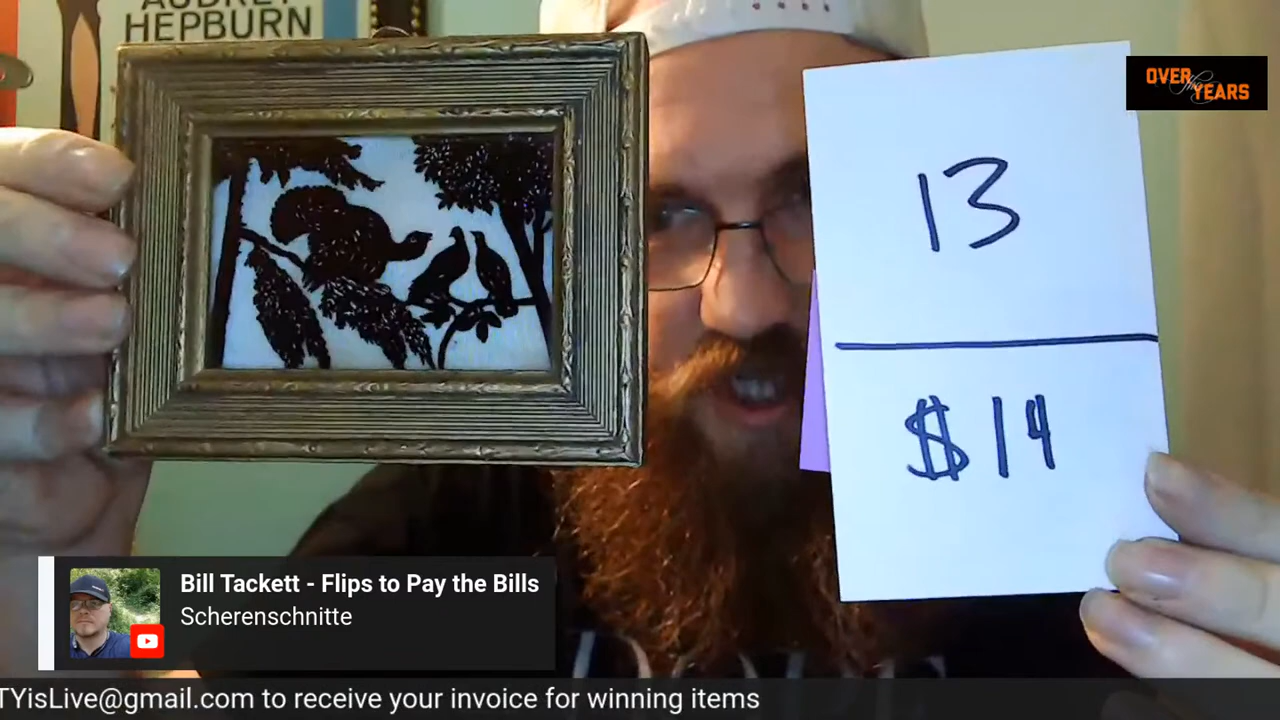 AUDREY
HEPBURN
OVER the YEARS
13
$14
Bill Tackett - Flips to Pay the Bills
Scherenschnitte
TYisLive@gmail.com to receive your invoice for winning items